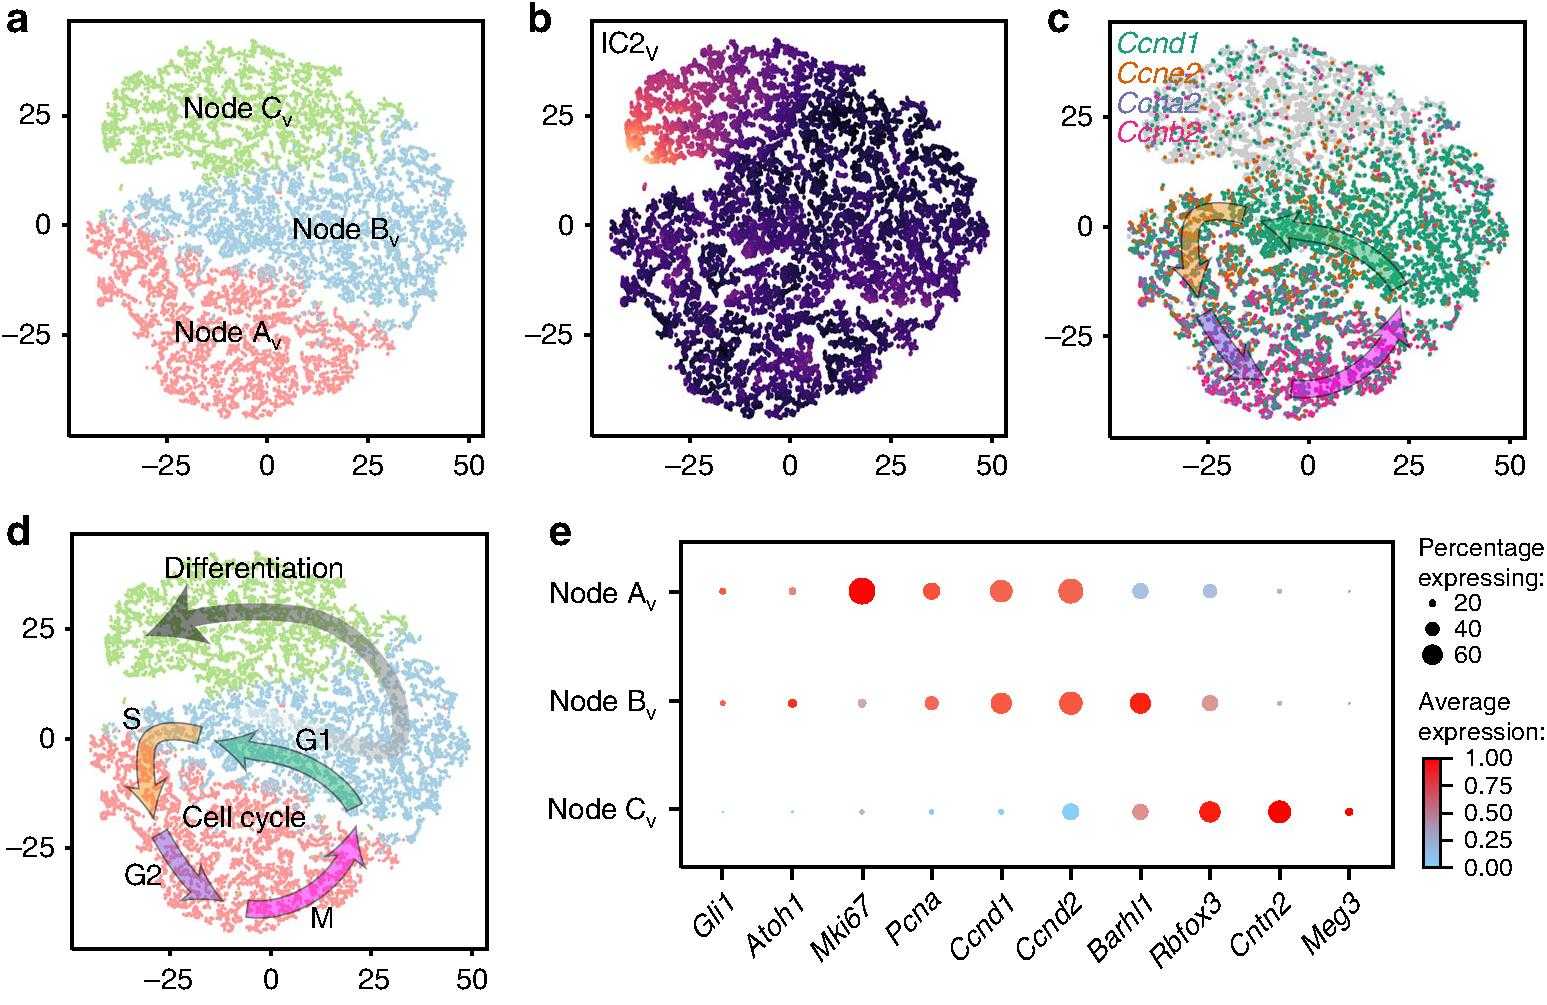 a
Node Cv
Node Bv
Node Av
25
0
−25
−25 0 25 50
b
IC2V
25
0
−25
−25 0 25 50
c
Ccnd1
Ccne2
Ccna2
Ccnb2
25
0
−25
−25 0 25 50
d
Differentiation
S
G1
Cell cycle
G2
M
25
0
−25
−25 0 25 50
e
Node Av
Node Bv
Node Cv
Gli1 Atoh1 Mki67 Pcna Ccnd1 Ccnd2 Barhl1 Rbfox3 Cntn2 Meg3
Percentage
expressing:
20
40
60
Average
expression:
1.00
0.75
0.50
0.25
0.00